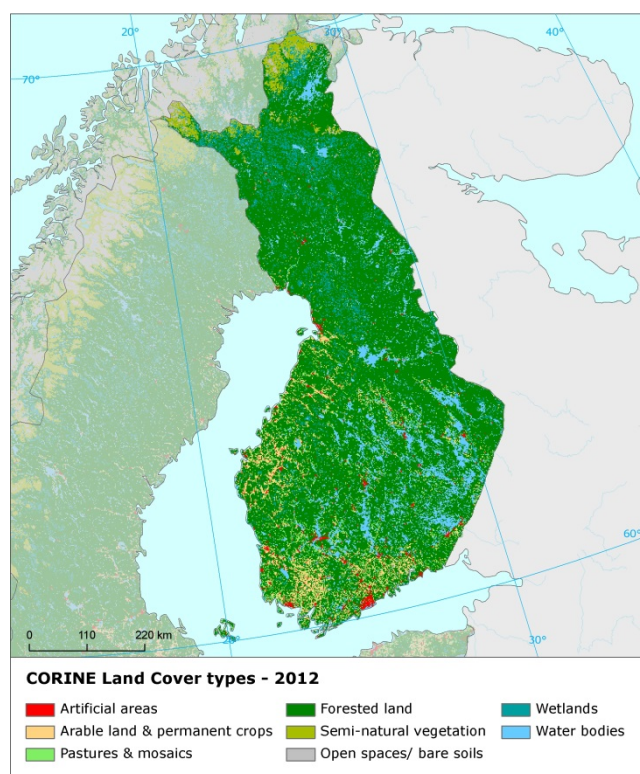 20°
30°
40°
70°
60°
0 110 220 km
20°
30°
CORINE Land Cover types - 2012
Artificial areas Forested land Wetlands
Arable land & permanent crops Semi-natural vegetation Water bodies
Pastures & mosaics Open spaces/ bare soils